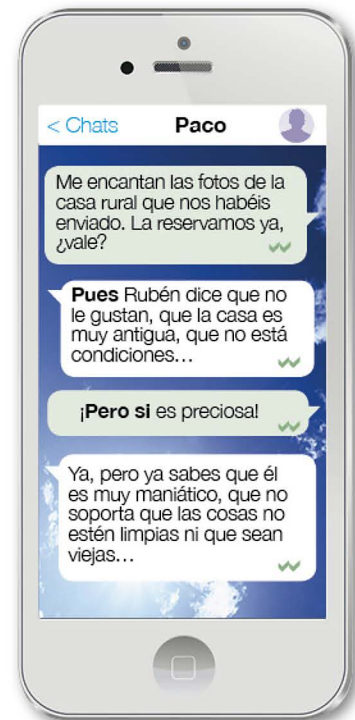 < Chats Paco
Me encantan las fotos de la
casa rural que nos habéis
enviado. La reservamos ya,
¿vale?
Pues Rubén dice que no
le gustan, que la casa es
muy antigua, que no está
condiciones...
¡Pero si es preciosa!
Ya, pero ya sabes que él
es muy maniático, que no
soporta que las cosas no
estén limpias ni que sean
viejas...